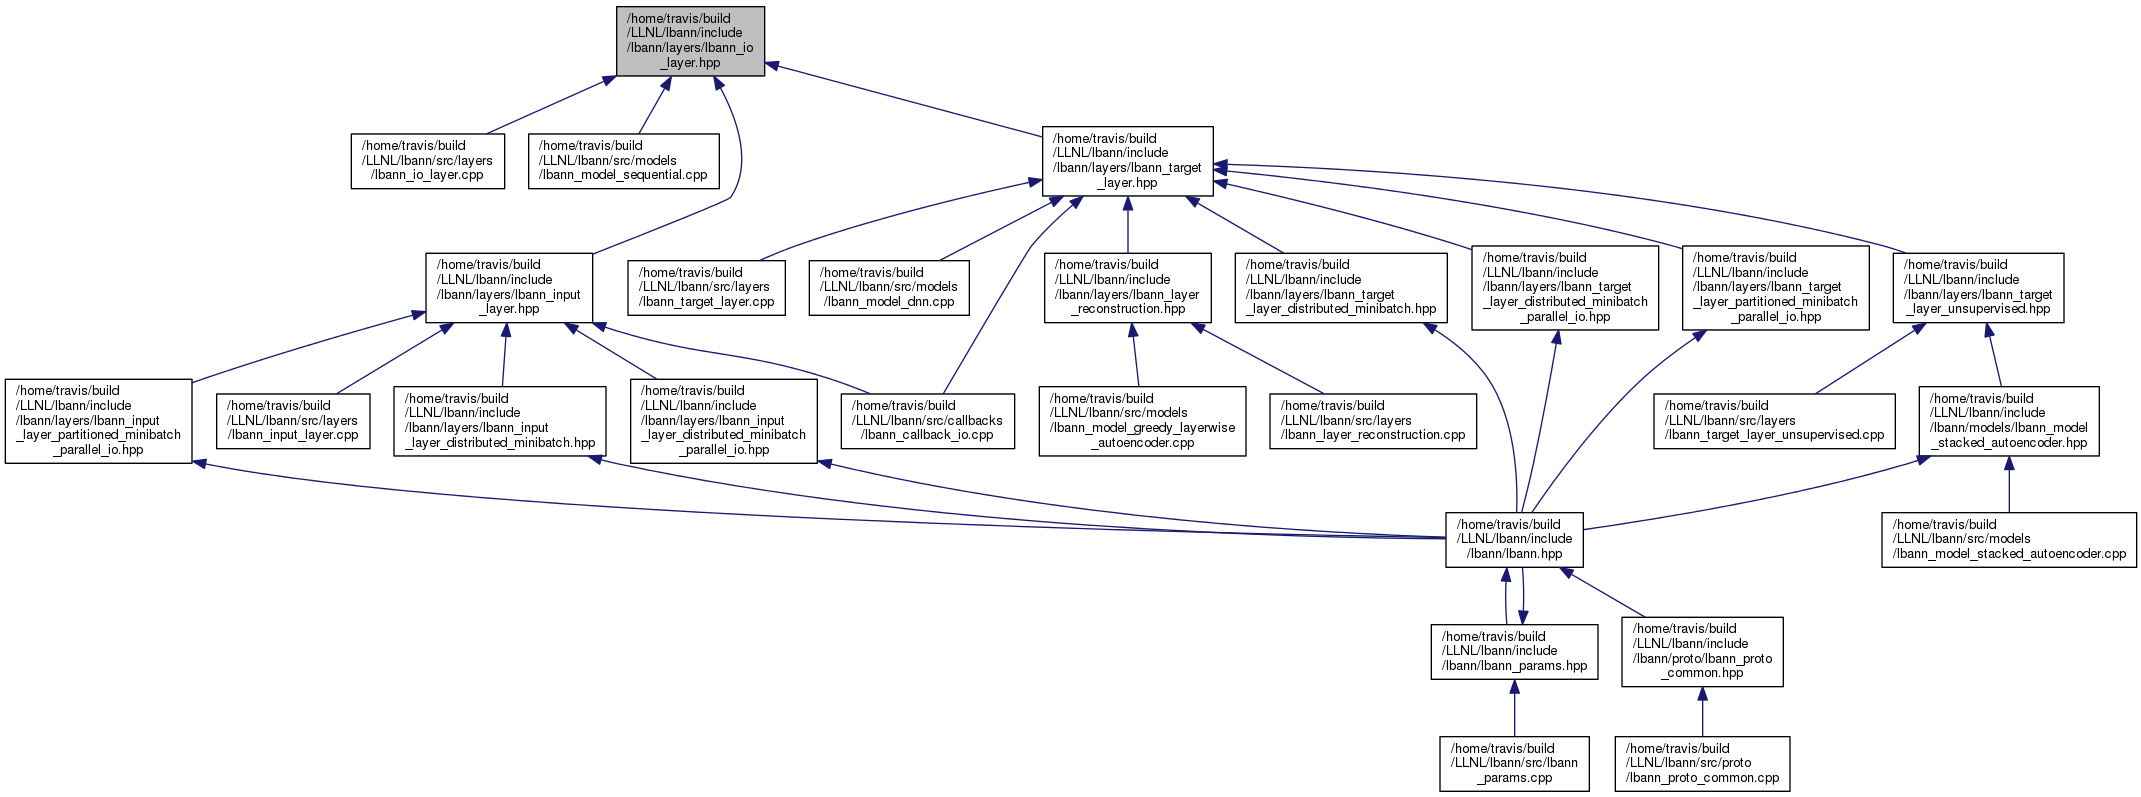 /home/travis/build
/LLNL/lbann/include
/lbann/layers/lbann_io
_layer.hpp
/home/travis/build
/LLNL/lbann/src/layers
/lbann_io_layer.cpp
/home/travis/build
/LLNL/lbann/src/models
/lbann_model_sequential.cpp
/home/travis/build
/LLNL/lbann/include
/lbann/layers/lbann_target
_layer.hpp
/home/travis/build
/LLNL/lbann/include
/lbann/layers/lbann_input
_layer.hpp
/home/travis/build
/LLNL/lbann/src/layers
/lbann_target_layer.cpp
/home/travis/build
/LLNL/lbann/src/models
/lbann_model_dnn.cpp
/home/travis/build
/LLNL/lbann/include
/lbann/layers/lbann_layer
_reconstruction.hpp
/home/travis/build
/LLNL/lbann/include
/lbann/layers/lbann_target
_layer_distributed_minibatch.hpp
/home/travis/build
/LLNL/lbann/include
/lbann/layers/lbann_target
_layer_distributed_minibatch
_parallel_io.hpp
/home/travis/build
/LLNL/lbann/include
/lbann/layers/lbann_target
_layer_partitioned_minibatch
_parallel_io.hpp
/home/travis/build
/LLNL/lbann/include
/lbann/layers/lbann_target
_layer_unsupervised.hpp
/home/travis/build
/LLNL/lbann/include
/lbann/layers/lbann_input
_layer_partitioned_minibatch
_parallel_io.hpp
/home/travis/build
/LLNL/lbann/src/layers
/lbann_input_layer.cpp
/home/travis/build
/LLNL/lbann/include
/lbann/layers/lbann_input
_layer_distributed_minibatch.hpp
/home/travis/build
/LLNL/lbann/include
/lbann/layers/lbann_input
_layer_distributed_minibatch
_parallel_io.hpp
/home/travis/build
/LLNL/lbann/src/callbacks
/lbann_callback_io.cpp
/home/travis/build
/LLNL/lbann/src/models
/lbann_model_greedy_layerwise
_autoencoder.cpp
/home/travis/build
/LLNL/lbann/src/layers
/lbann_layer_reconstruction.cpp
/home/travis/build
/LLNL/lbann/src/layers
/lbann_target_layer_unsupervised.cpp
/home/travis/build
/LLNL/lbann/include
/lbann/models/lbann_model
_stacked_autoencoder.hpp
/home/travis/build
/LLNL/lbann/include
/lbann/lbann.hpp
/home/travis/build
/LLNL/lbann/src/models
/lbann_model_stacked_autoencoder.cpp
/home/travis/build
/LLNL/lbann/include
/lbann/lbann_params.hpp
/home/travis/build
/LLNL/lbann/include
/lbann/proto/lbann_proto
_common.hpp
/home/travis/build
/LLNL/lbann/src/lbann
_params.cpp
/home/travis/build
/LLNL/lbann/src/proto
/lbann_proto_common.cpp